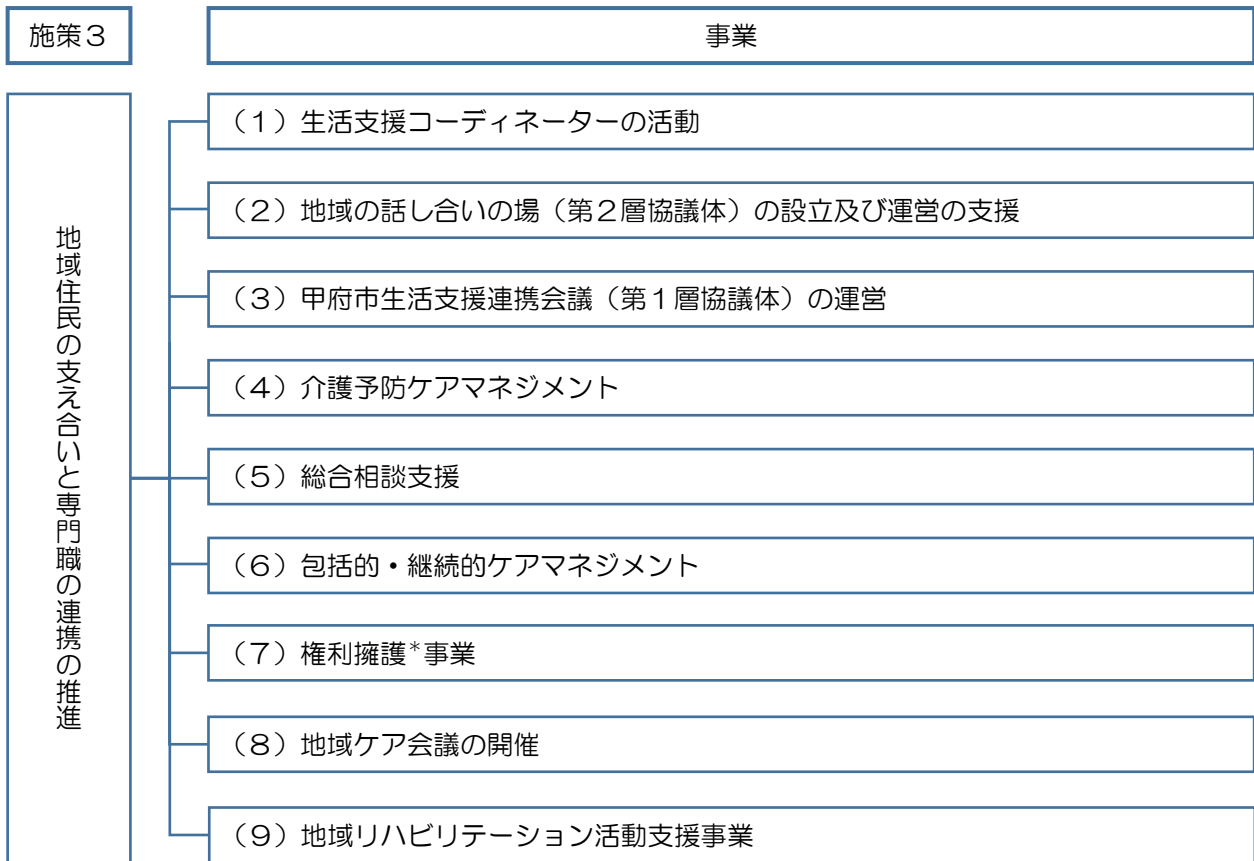 施策３
事業
地域住民の支え合いと専門職の連携の推進
（１）生活支援コーディネーターの活動
（２）地域の話し合いの場（第２層協議体）の設立及び運営の支援
（３）甲府市生活支援連携会議（第１層協議体）の運営
（４）介護予防ケアマネジメント
（５）総合相談支援
（６）包括的・継続的ケアマネジメント
（７）権利擁護*事業
（８）地域ケア会議の開催
（９）地域リハビリテーション活動支援事業